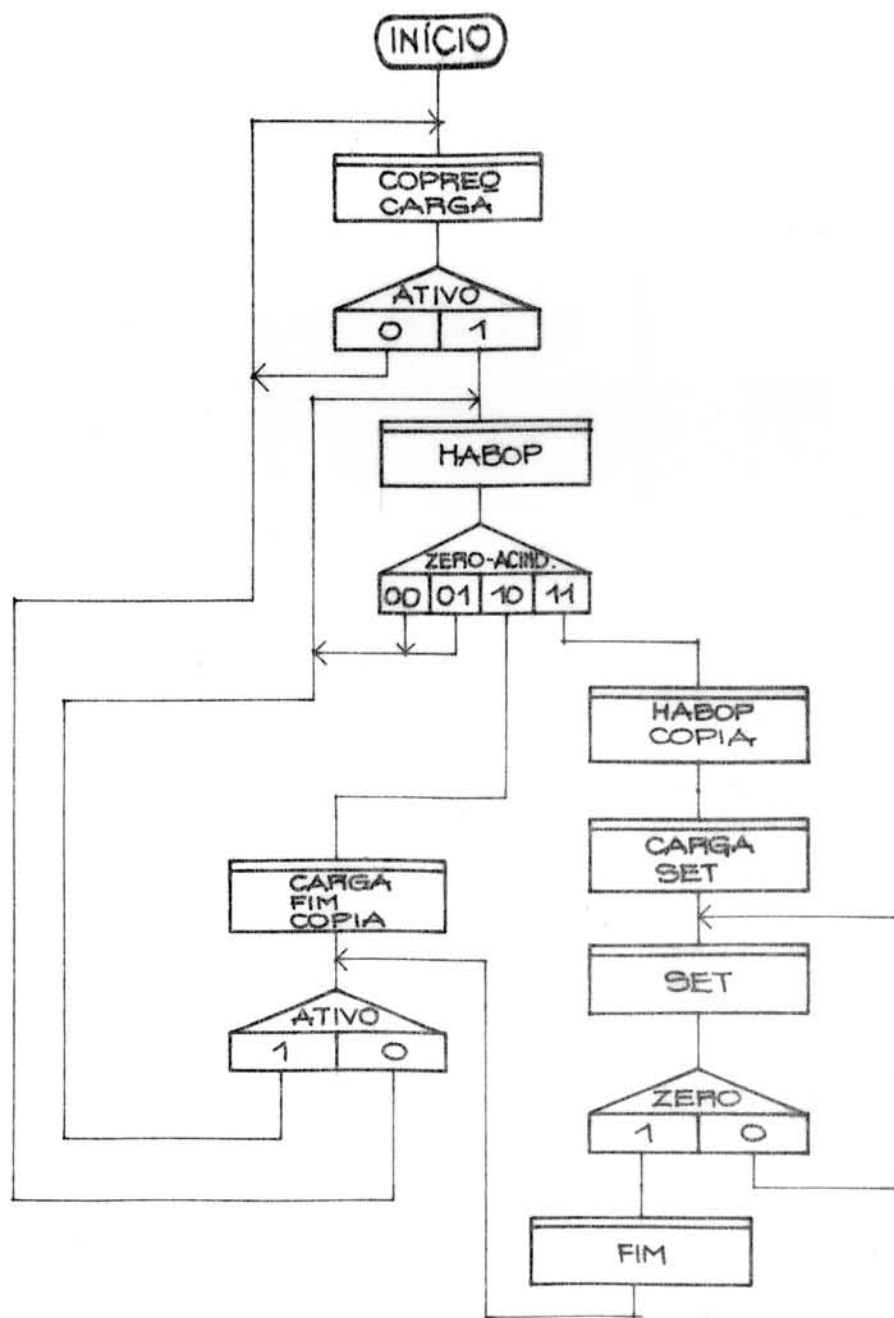 INÍCIO
COPREQ
CARGA
ATIVO
0 1
HABOP
ZERO-ACIND.
00 01 10 11
HABOP
COPIA
CARGA
SET
CARGA
FIM
COPIA
SET
ATIVO
1 0
ZERO
1 0
FIM